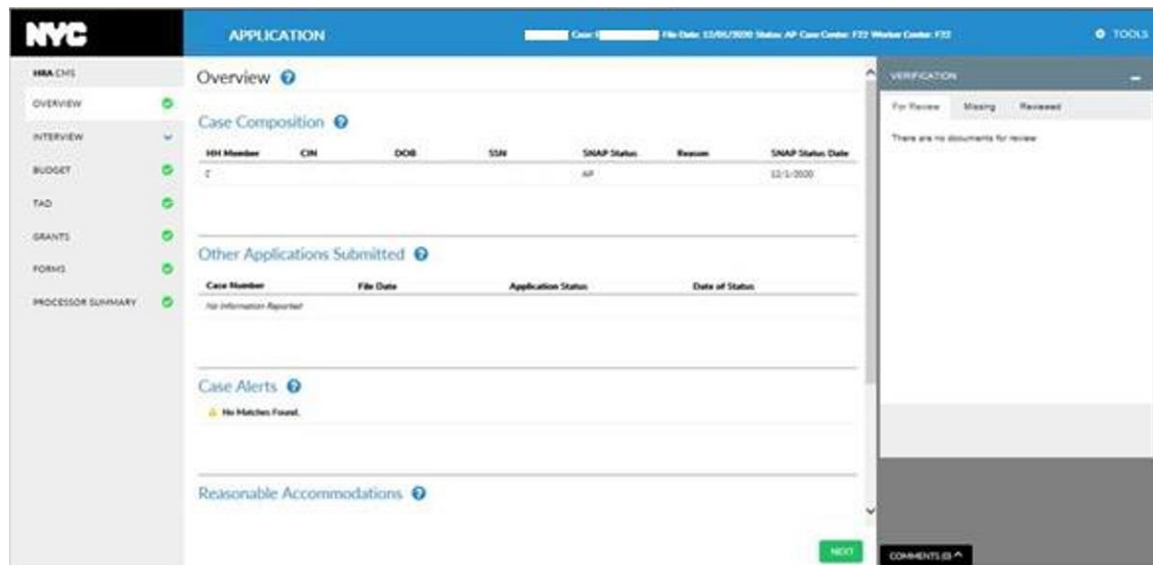 NYC
APPLICATION
Case: File Date: 12/01/2020 Status: AP Case Center: F22 Worker Center: F22
TOOLS
HRA CMS
OVERVIEW
INTERVIEW
BUDGET
TAD
GRANTS
FORMS
PROCESSOR SUMMARY
Overview
Case Composition
HH Member CIN DOB SSN SNAP Status Reason SNAP Status Date
AP 12/1/2020
Other Applications Submitted
Case Number File Date Application Status Date of Status
No Information Reported
Case Alerts
No Matches Found.
Reasonable Accommodations
NEXT
VERIFICATION
For Review Missing Reviewed
There are no documents for review
COMMENTS (0)